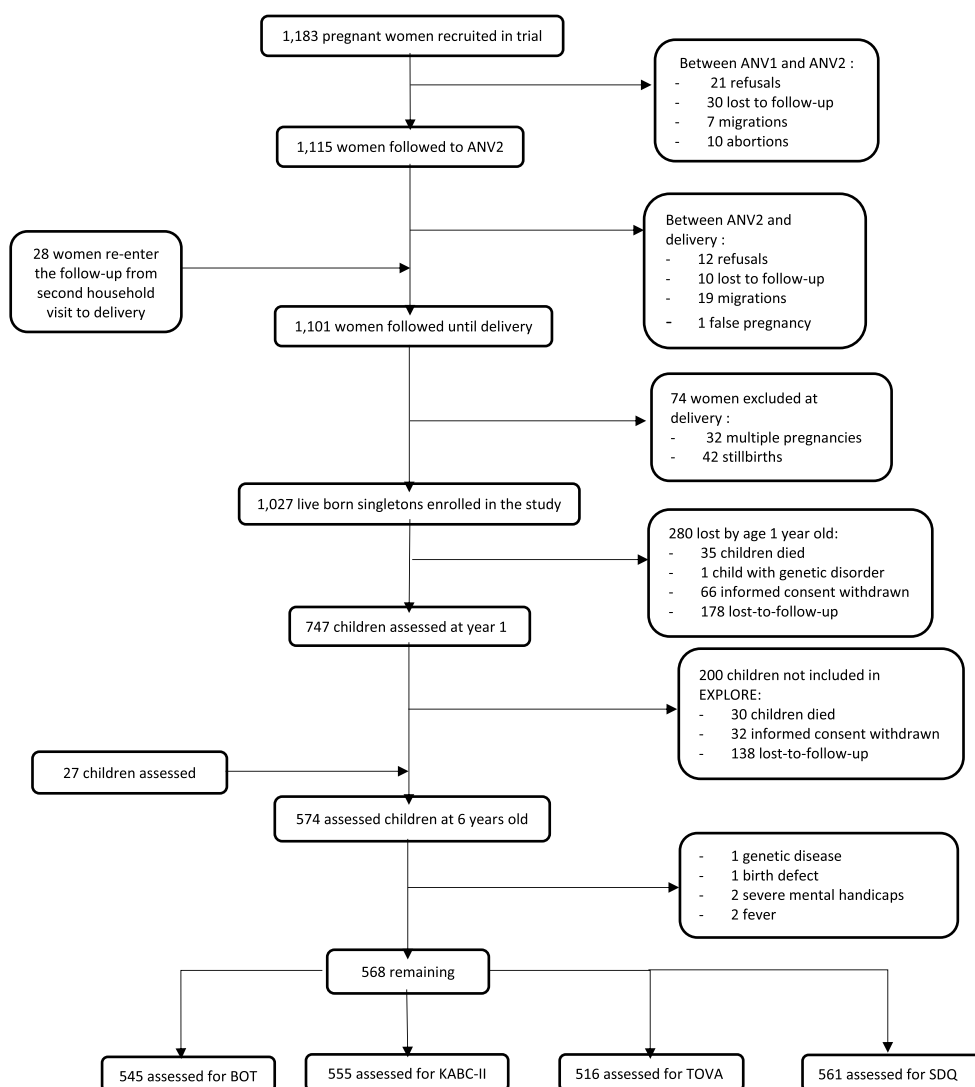 1,183 pregnant women recruited in trial
Between ANV1 and ANV2 :
- 21 refusals
- 30 lost to follow-up
- 7 migrations
- 10 abortions
1,115 women followed to ANV2
Between ANV2 and
delivery :
- 12 refusals
- 10 lost to follow-up
- 19 migrations
- 1 false pregnancy
28 women re-enter
the follow-up from
second household
visit to delivery
1,101 women followed until delivery
74 women excluded at
delivery :
- 32 multiple pregnancies
- 42 stillbirths
1,027 live born singletons enrolled in the study
280 lost by age 1 year old:
- 35 children died
- 1 child with genetic disorder
- 66 informed consent withdrawn
- 178 lost-to-follow-up
747 children assessed at year 1
200 children not included in
EXPLORE:
- 30 children died
- 32 informed consent withdrawn
- 138 lost-to-follow-up
27 children assessed
574 assessed children at 6 years old
- 1 genetic disease
- 1 birth defect
- 2 severe mental handicaps
- 2 fever
568 remaining
545 assessed for BOT
555 assessed for KABC-II
516 assessed for TOVA
561 assessed for SDQ